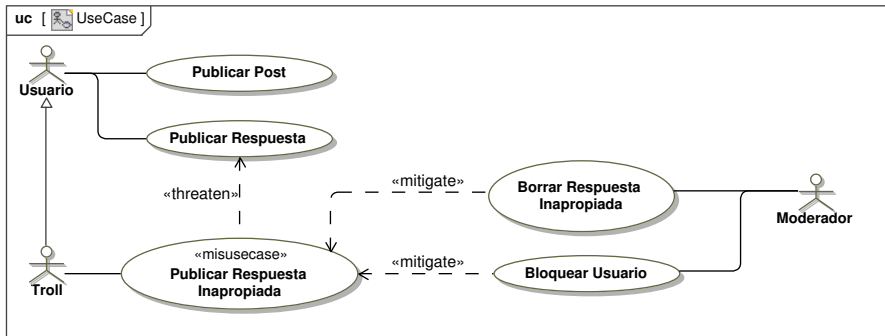 uc [ UseCase ]
Usuario
Publicar Post
Publicar Respuesta
«threaten»
«mitigate»
Borrar Respuesta
Inapropiada
Moderador
Troll
«misusecase»
Publicar Respuesta
Inapropiada
«mitigate»
Bloquear Usuario